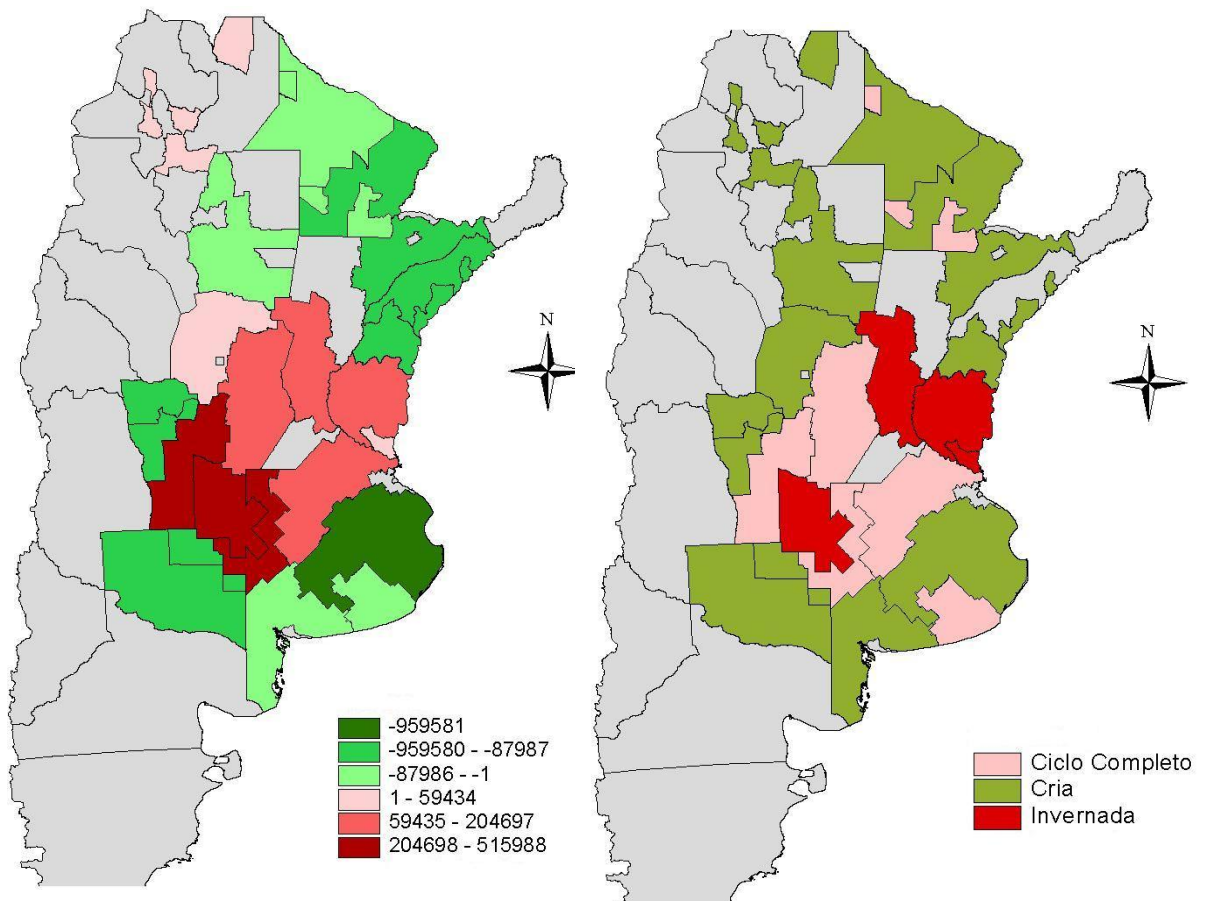 N
-959581
-959580 - -87987
-87986 - -1
1 - 59434
59435 - 204697
204698 - 515988
N
Ciclo Completo
Cria
Invernada